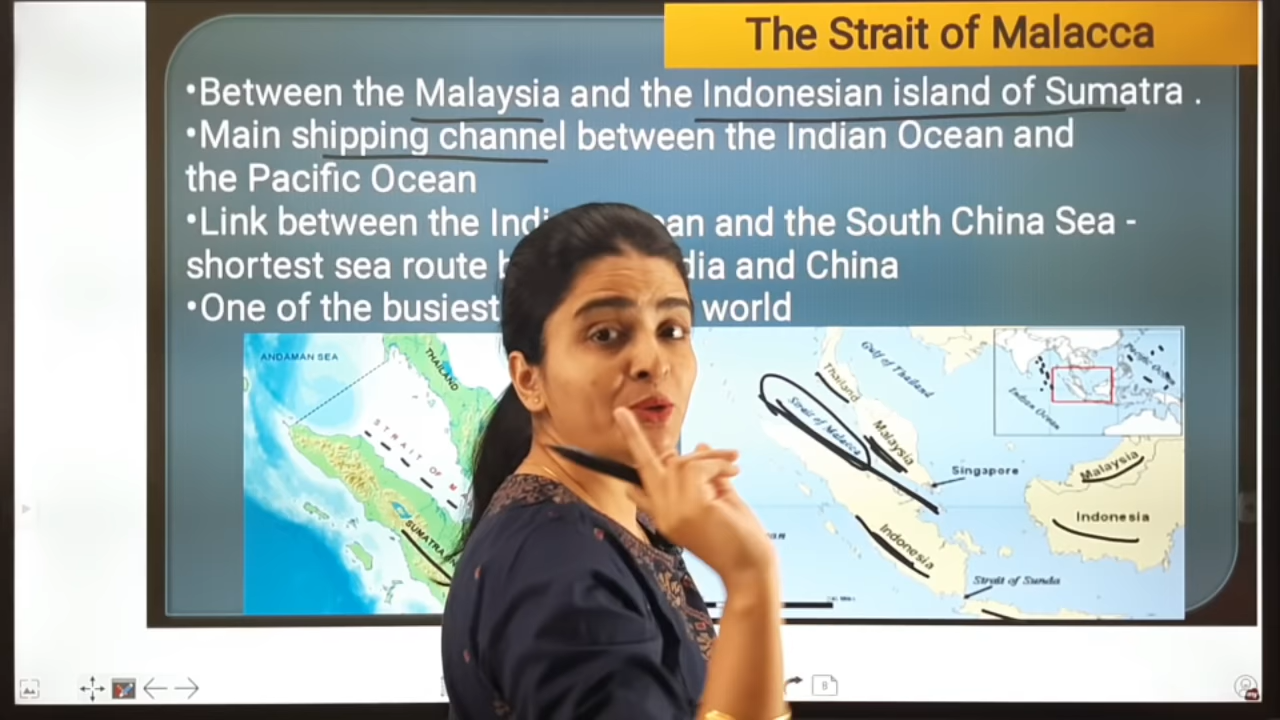 The Strait of Malacca
•Between the Malaysia and the Indonesian island of Sumatra .
•Main shipping channel between the Indian Ocean and
the Pacific Ocean
•Link between the Indi an and the South China Sea -
shortest sea route dia and China
•One of the busiest world
ANDAMAN SEA
THAILAND
STRAIT OF M
SUMATRA
Thailand
Gulf of Thailand
Strait of Malacca
Malaysia
Singapore
Indonesia
Strait of Sunda
Malaysia
Indonesia
Indian Ocean
Pacific Oc
8